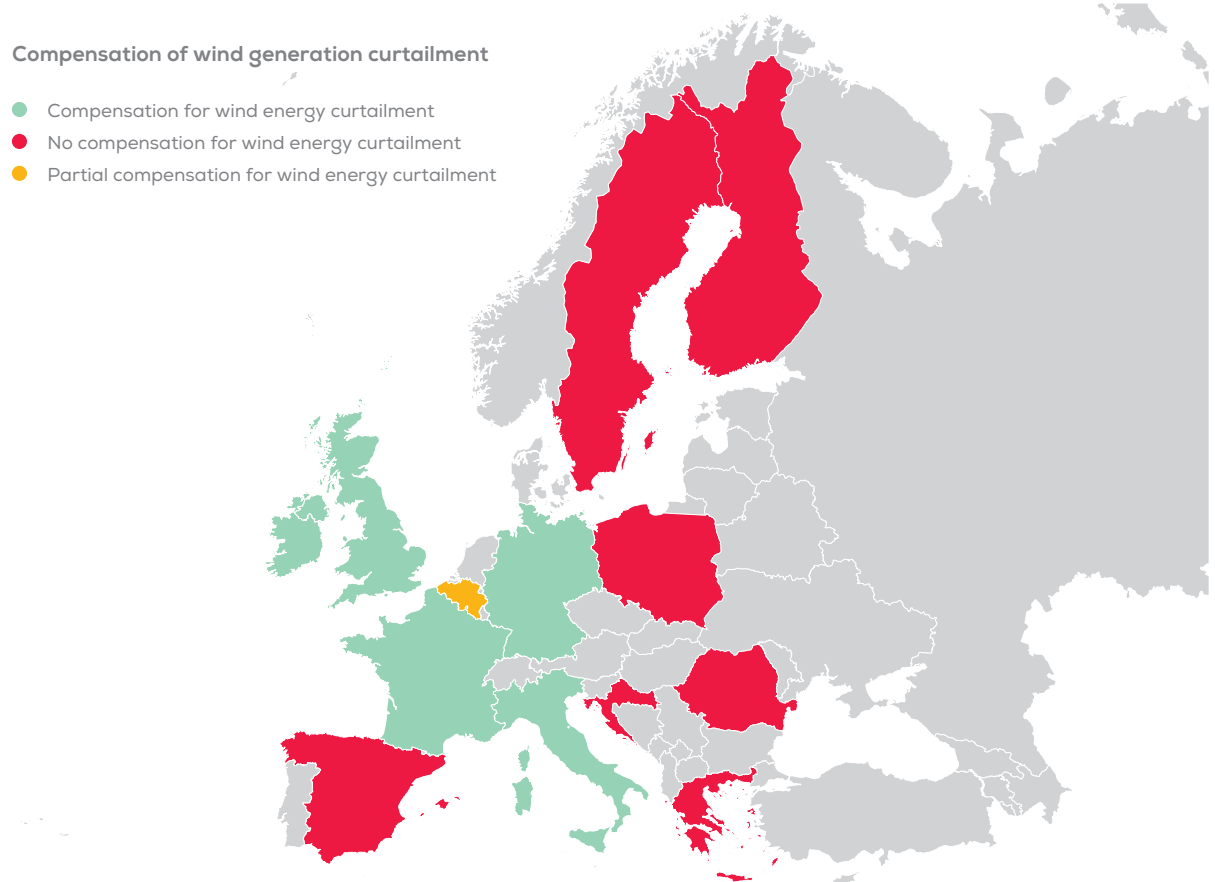 Compensation of wind generation curtailment
Compensation for wind energy curtailment
No compensation for wind energy curtailment
Partial compensation for wind energy curtailment